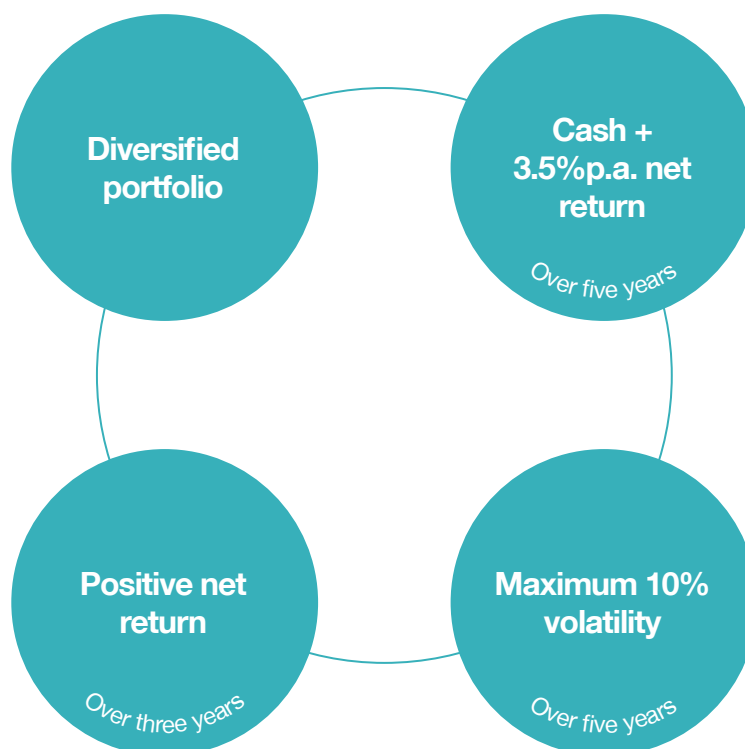 Diversified
portfolio
Cash +
3.5%p.a. net
return
Over five years
Positive net
return
Over three years
Maximum 10%
volatility
Over five years